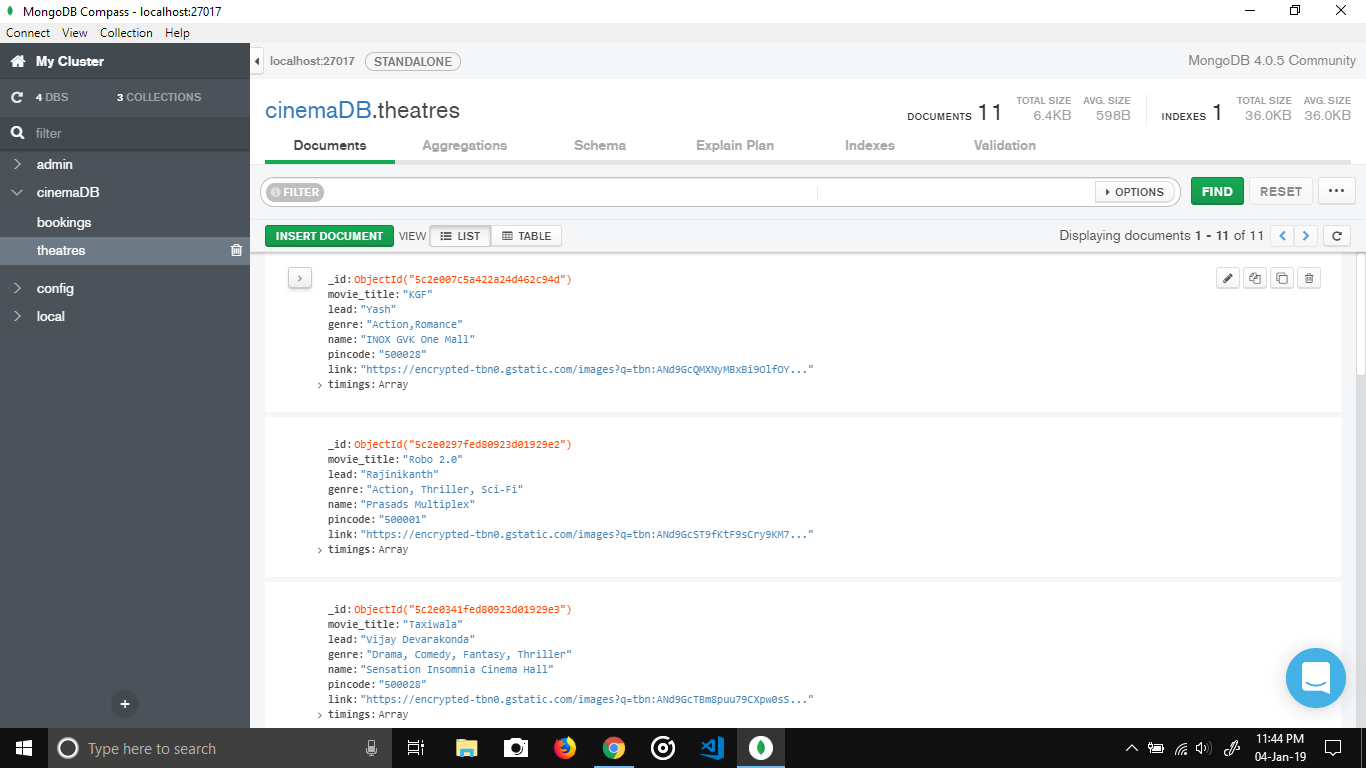 MongoDB Compass - localhost:27017
Connect View Collection Help
My Cluster
4 DBS 3 COLLECTIONS
filter
admin
cinemaDB
bookings
theatres
config
local
localhost:27017 STANDALONE MongoDB 4.0.5 Community
cinemaDB.theatres
DOCUMENTS 11 TOTAL SIZE 6.4KB AVG. SIZE 598B INDEXES 1 TOTAL SIZE 36.0KB AVG. SIZE 36.0KB
Documents Aggregations Schema Explain Plan Indexes Validation
FILTER OPTIONS FIND RESET ...
INSERT DOCUMENT VIEW LIST TABLE Displaying documents 1 - 11 of 11
_id:ObjectId("5c2e007c5a422a24d462c94d")
movie_title:"KGF"
lead:"Yash"
genre:"Action,Romance"
name:"INOX GVK One Mall"
pincode:"500028"
link:"https://encrypted-tbn0.gstatic.com/images?q=tbn:ANd9GcQMXNyMBxBi9OlfOY..."
timings:Array
_id:ObjectId("5c2e0297fed80923d01929e2")
movie_title:"Robo 2.0"
lead:"Rajinikanth"
genre:"Action, Thriller, Sci-Fi"
name:"Prasads Multiplex"
pincode:"500001"
link:"https://encrypted-tbn0.gstatic.com/images?q=tbn:ANd9GcST9fKtF9sCry9KM7..."
timings:Array
_id:ObjectId("5c2e0341fed80923d01929e3")
movie_title:"Taxiwala"
lead:"Vijay Devarakonda"
genre:"Drama, Comedy, Fantasy, Thriller"
name:"Sensation Insomnia Cinema Hall"
pincode:"500028"
link:"https://encrypted-tbn0.gstatic.com/images?q=tbn:ANd9GcTBm8puu79CXpw0sS..."
timings:Array
Type here to search
11:44 PM
04-Jan-19